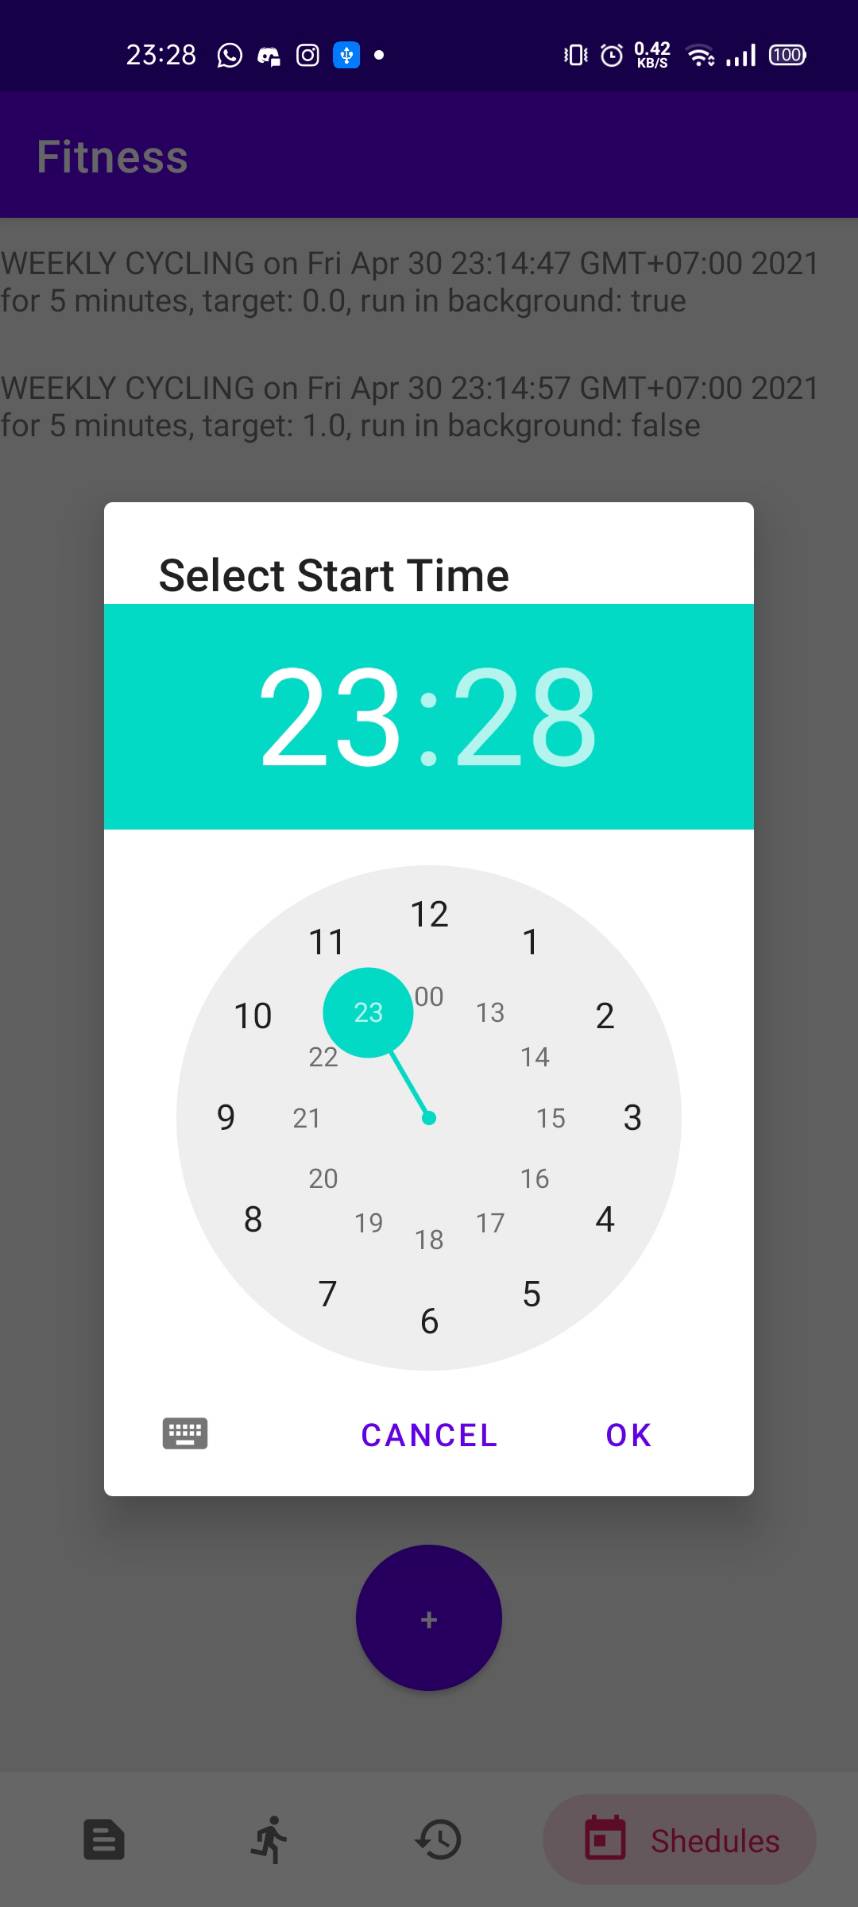 23:28
0.42
KB/S
100
Fitness
WEEKLY CYCLING on Fri Apr 30 23:14:47 GMT+07:00 2021
for 5 minutes, target: 0.0, run in background: true
WEEKLY CYCLING on Fri Apr 30 23:14:57 GMT+07:00 2021
for 5 minutes, target: 1.0, run in background: false
Select Start Time
23:28
12
11 1
10 23 00 13 2
22 14
9 21 15 3
20 16
8 19 18 17 4
7 5
6
CANCEL OK
+
Shedules